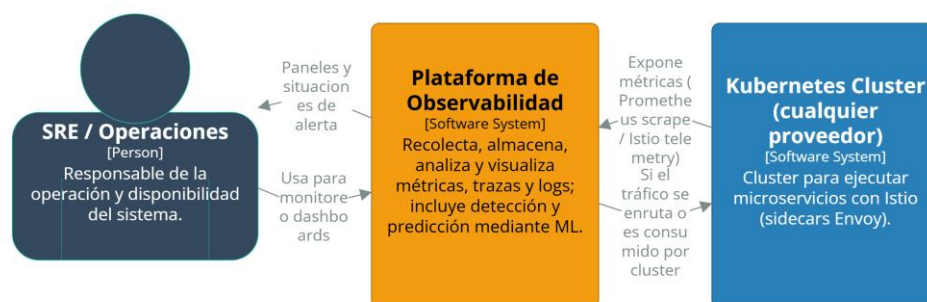 SRE / Operaciones
[Person]
Responsable de la
operación y disponibilidad
del sistema.
Paneles y
situacion
es de
alerta
Usa para
monitore
o dashbo
ards
Plataforma de
Observabilidad
[Software System]
Recolecta, almacena,
analiza y visualiza
métricas, trazas y logs;
incluye detección y
predicción mediante ML.
Expone
métricas (
Promethe
us scrape
/ Istio tele
metry)
Si el
tráfico se
enruta o
es consu
mido por
cluster
Kubernetes Cluster
(cualquier
proveedor)
[Software System]
Cluster para ejecutar
microservicios con Istio
(sidecars Envoy).